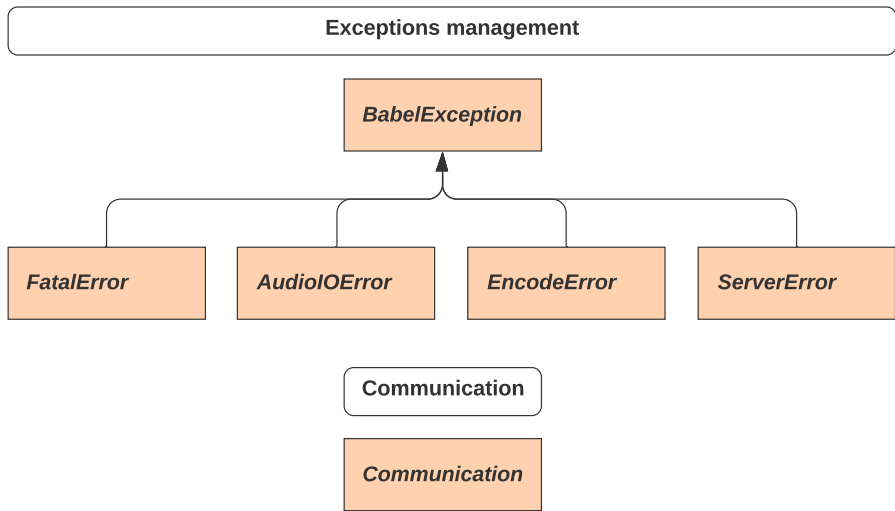 Exceptions management
BabelException
FatalError
AudioIOError
EncodeError
ServerError
Communication
Communication